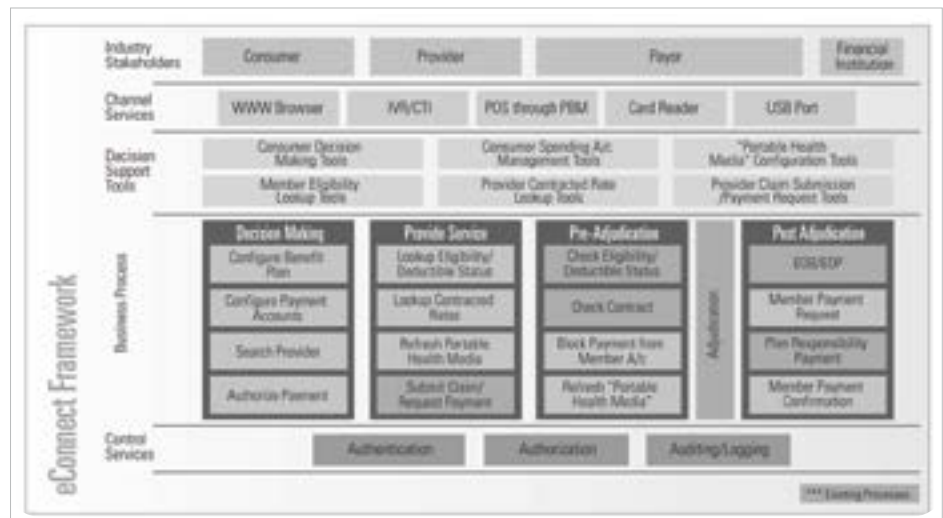 eConnect Framework
Industry
Stakeholders
Consumer
Provider
Payor
Financial
Institution
Channel
Services
WWW Browser
IVR/CTI
POS through PBM
Card Reader
USB Port
Decision
Support
Tools
Consumer Decision
Making Tools
Consumer Spending A/c
Management Tools
"Portable Health
Media" Configuration Tools
Member Eligibility
Lookup Tools
Provider Contracted Rate
Lookup Tools
Provider Claim Submission
/Payment Request Tools
Business Process
Decision Making
Configure Benefit
Plan
Configure Payment
Accounts
Search Provider
Authorize Payment
Provide Service
Lookup Eligibility/
Deductible Status
Lookup Contracted
Rates
Refresh Portable
Health Media
Submit Claim/
Request Payment
Pre-Adjudication
Check Eligibility/
Deductible Status
Check Contract
Block Payment from
Member A/c
Refresh "Portable
Health Media"
Adjudication
Post Adjudication
EOB/EOP
Member Payment
Request
Plan Responsibility
Payment
Member Payment
Confirmation
Control
Services
Authentication
Authorization
Auditing/Logging
*** Existing Processes